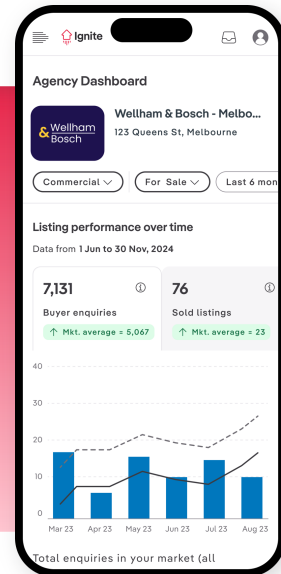 Ignite
Agency Dashboard
& Wellham
Bosch
Wellham & Bosch - Melbo...
123 Queens St, Melbourne
Commercial
For Sale
Last 6 mon
Listing performance over time
Data from 1 Jun to 30 Nov, 2024
7,131
Buyer enquiries
↑ Mkt. average = 5,067
76
Sold listings
↑ Mkt. average = 23
40
30
20
10
0
Mar 23 Apr 23 May 23 Jun 23 Jul 23 Aug 23
Total enquiries in your market (all